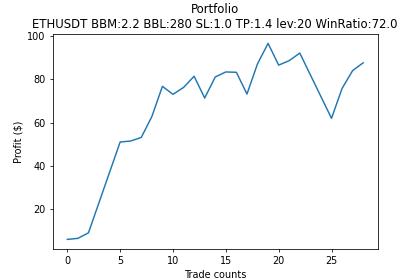 Portfolio
ETHUSDT BBM:2.2 BBL:280 SL:1.0 TP:1.4 lev:20 WinRatio:72.0
100
80
60
40
20
Profit ($)
0 5 10 15 20 25
Trade counts